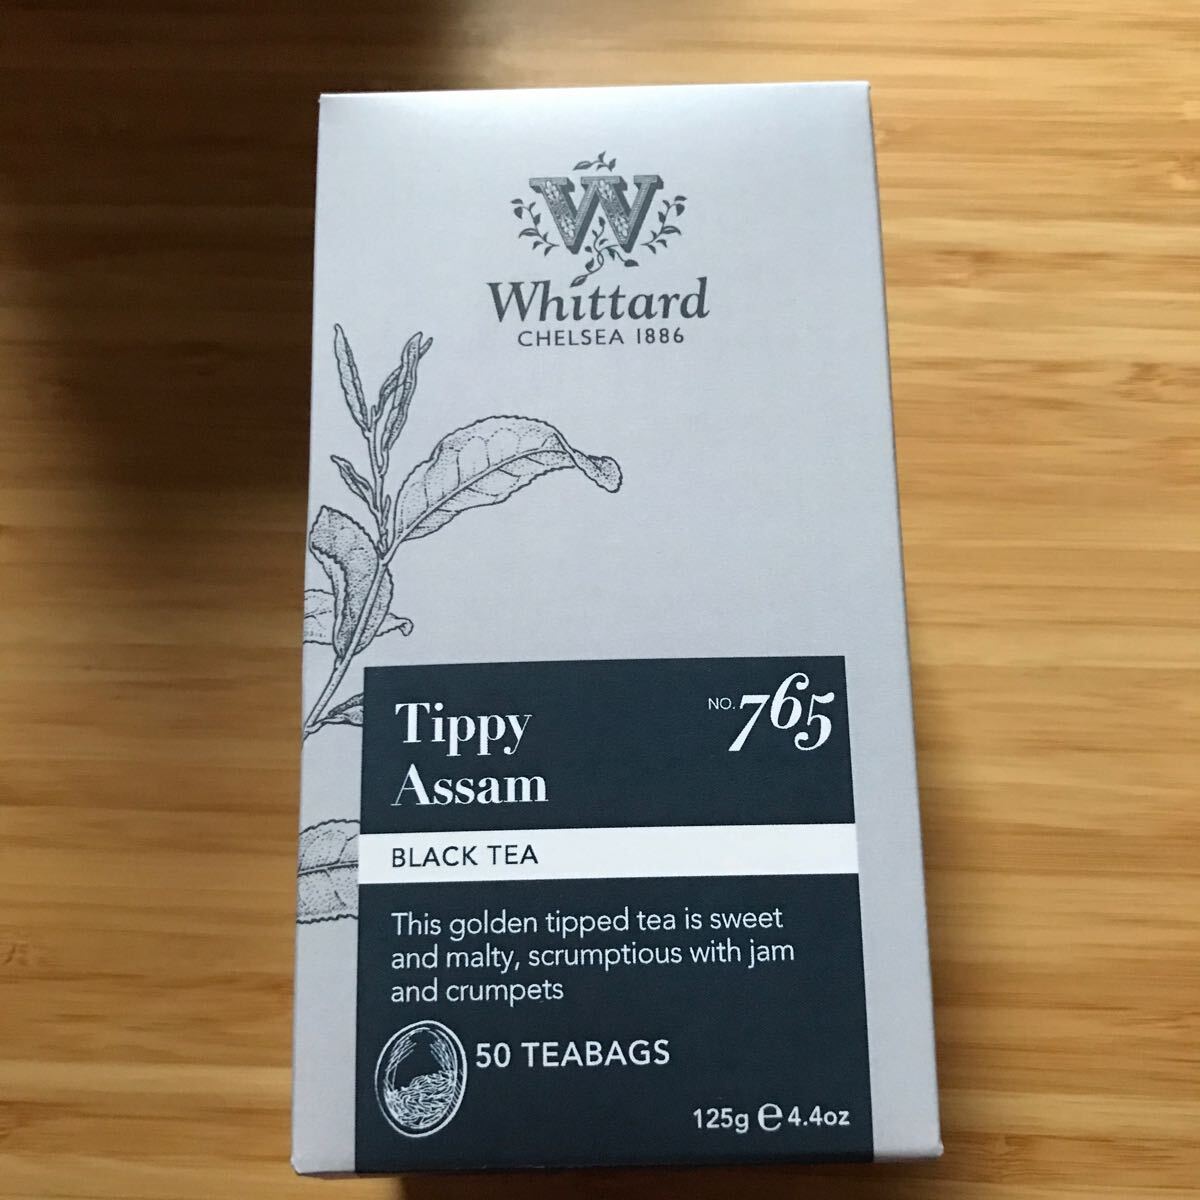 W
Whittard
CHELSEA 1886
Tippy
Assam
NO. 765
BLACK TEA
This golden tipped tea is sweet
and malty, scrumptious with jam
and crumpets
50 TEABAGS
125g e 4.4oz